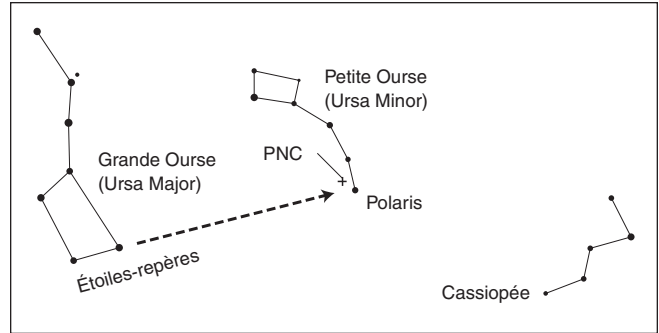 Petite Ourse
(Ursa Minor)
PNC
Grande Ourse
(Ursa Major)
Polaris
Étoiles-repères
Cassiopée